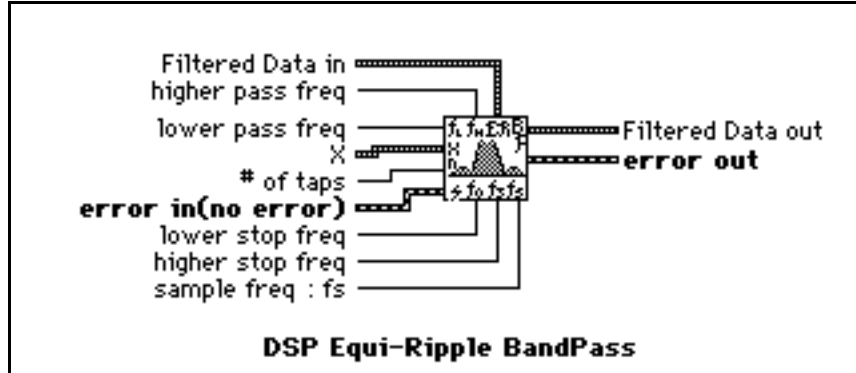 Filtered Data in
higher pass freq
lower pass freq
X
# of taps
error in(no error)
lower stop freq
higher stop freq
sample freq : fs
Filtered Data out
error out
DSP Equi-Ripple BandPass